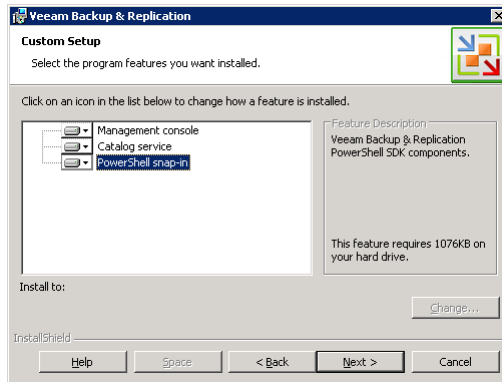 Veeam Backup & Replication
Custom Setup
Select the program features you want installed.
Click on an icon in the list below to change how a feature is installed.
Management console
Catalog service
PowerShell snap-in
Feature Description
Veeam Backup & Replication
PowerShell SDK components.
This feature requires 1076KB on
your hard drive.
Install to:
Change...
InstallShield
Help
Space
< Back
Next >
Cancel